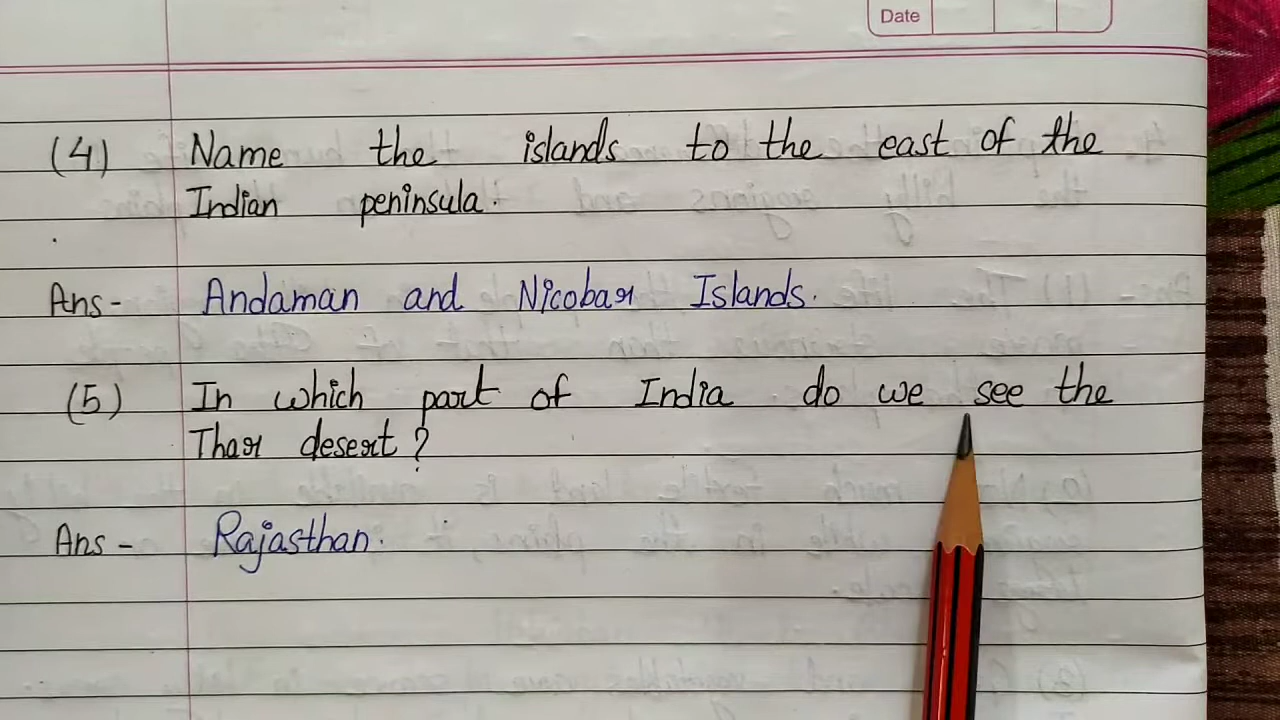 Date
(4) Name the islands to the east of the
Indian peninsula.
Ans- Andaman and Nicobar Islands.
(5) In which part of India do we see the
Thar desert?
Ans- Rajasthan.